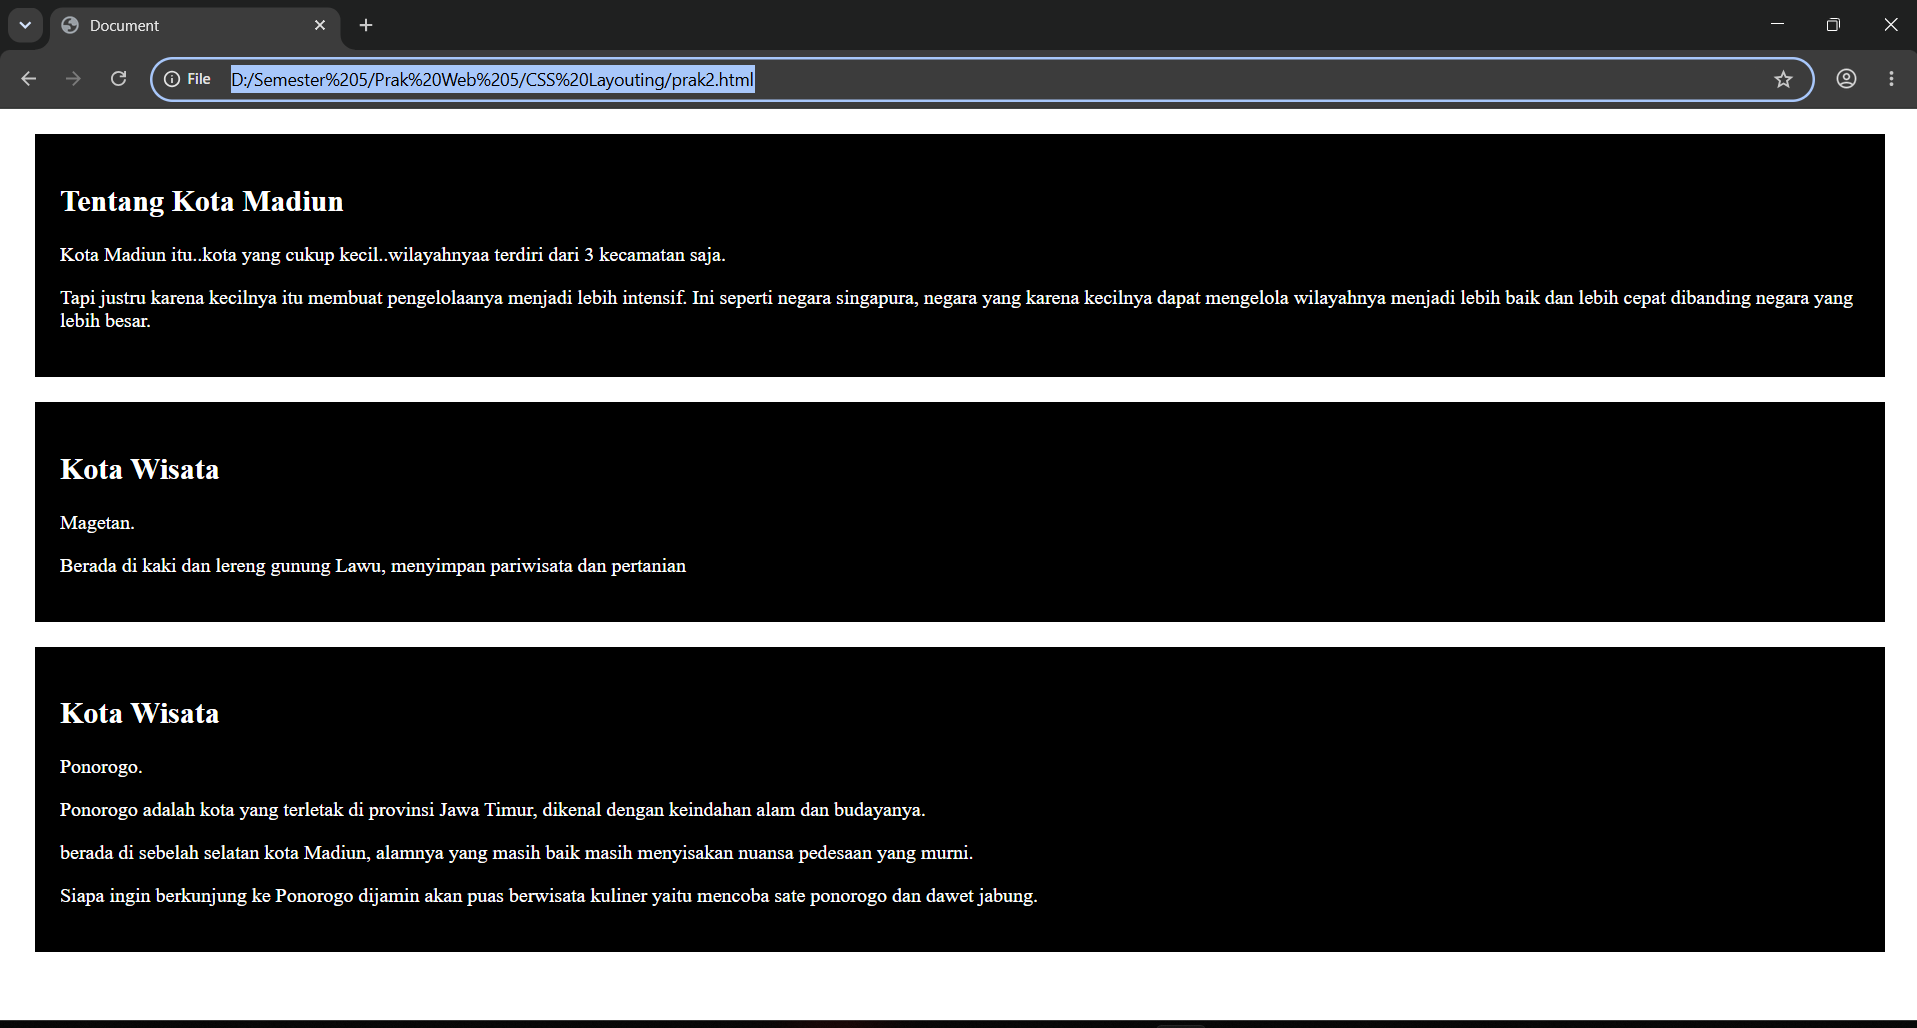 Document
File
D:/Semester%205/Prak%20Web%205/CSS%20Layouting/prak2.html
Tentang Kota Madiun
Kota Madiun itu..kota yang cukup kecil..wilayahnyaa terdiri dari 3 kecamatan saja.
Tapi justru karena kecilnya itu membuat pengelolaanya menjadi lebih intensif. Ini seperti negara singapura, negara yang karena kecilnya dapat mengelola wilayahnya menjadi lebih baik dan lebih cepat dibanding negara yang
lebih besar.
Kota Wisata
Magetan.
Berada di kaki dan lereng gunung Lawu, menyimpan pariwisata dan pertanian
Kota Wisata
Ponorogo.
Ponorogo adalah kota yang terletak di provinsi Jawa Timur, dikenal dengan keindahan alam dan budayanya.
berada di sebelah selatan kota Madiun, alamnya yang masih baik masih menyisakan nuansa pedesaan yang murni.
Siapa ingin berkunjung ke Ponorogo dijamin akan puas berwisata kuliner yaitu mencoba sate ponorogo dan dawet jabung.